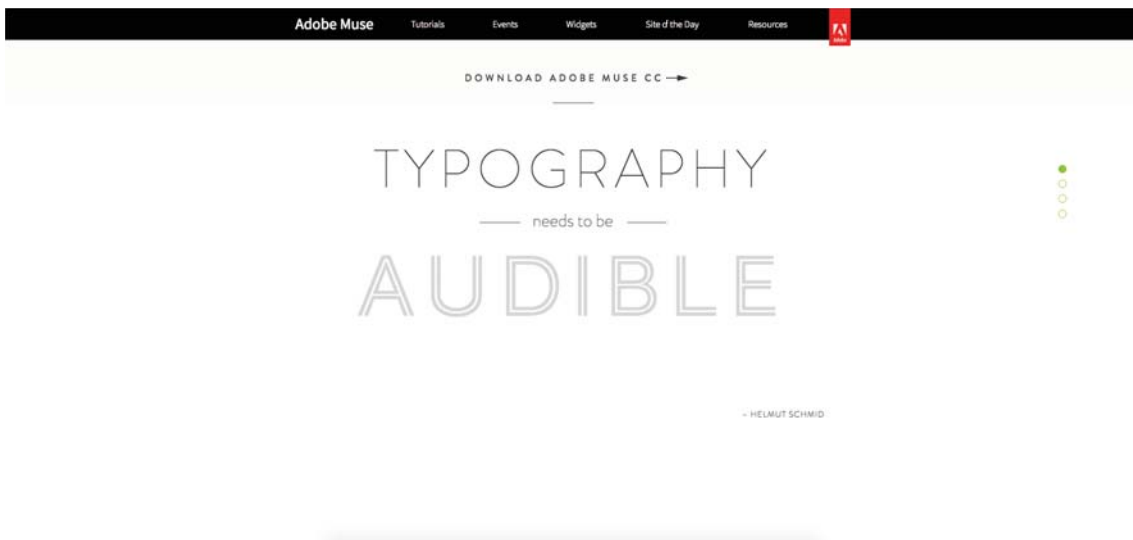 Adobe Muse Tutorials Events Widgets Site of the Day Resources
Adobe
DOWNLOAD ADOBE MUSE CC
TYPOGRAPHY
needs to be
AUDIBLE
– HELMUT SCHMID